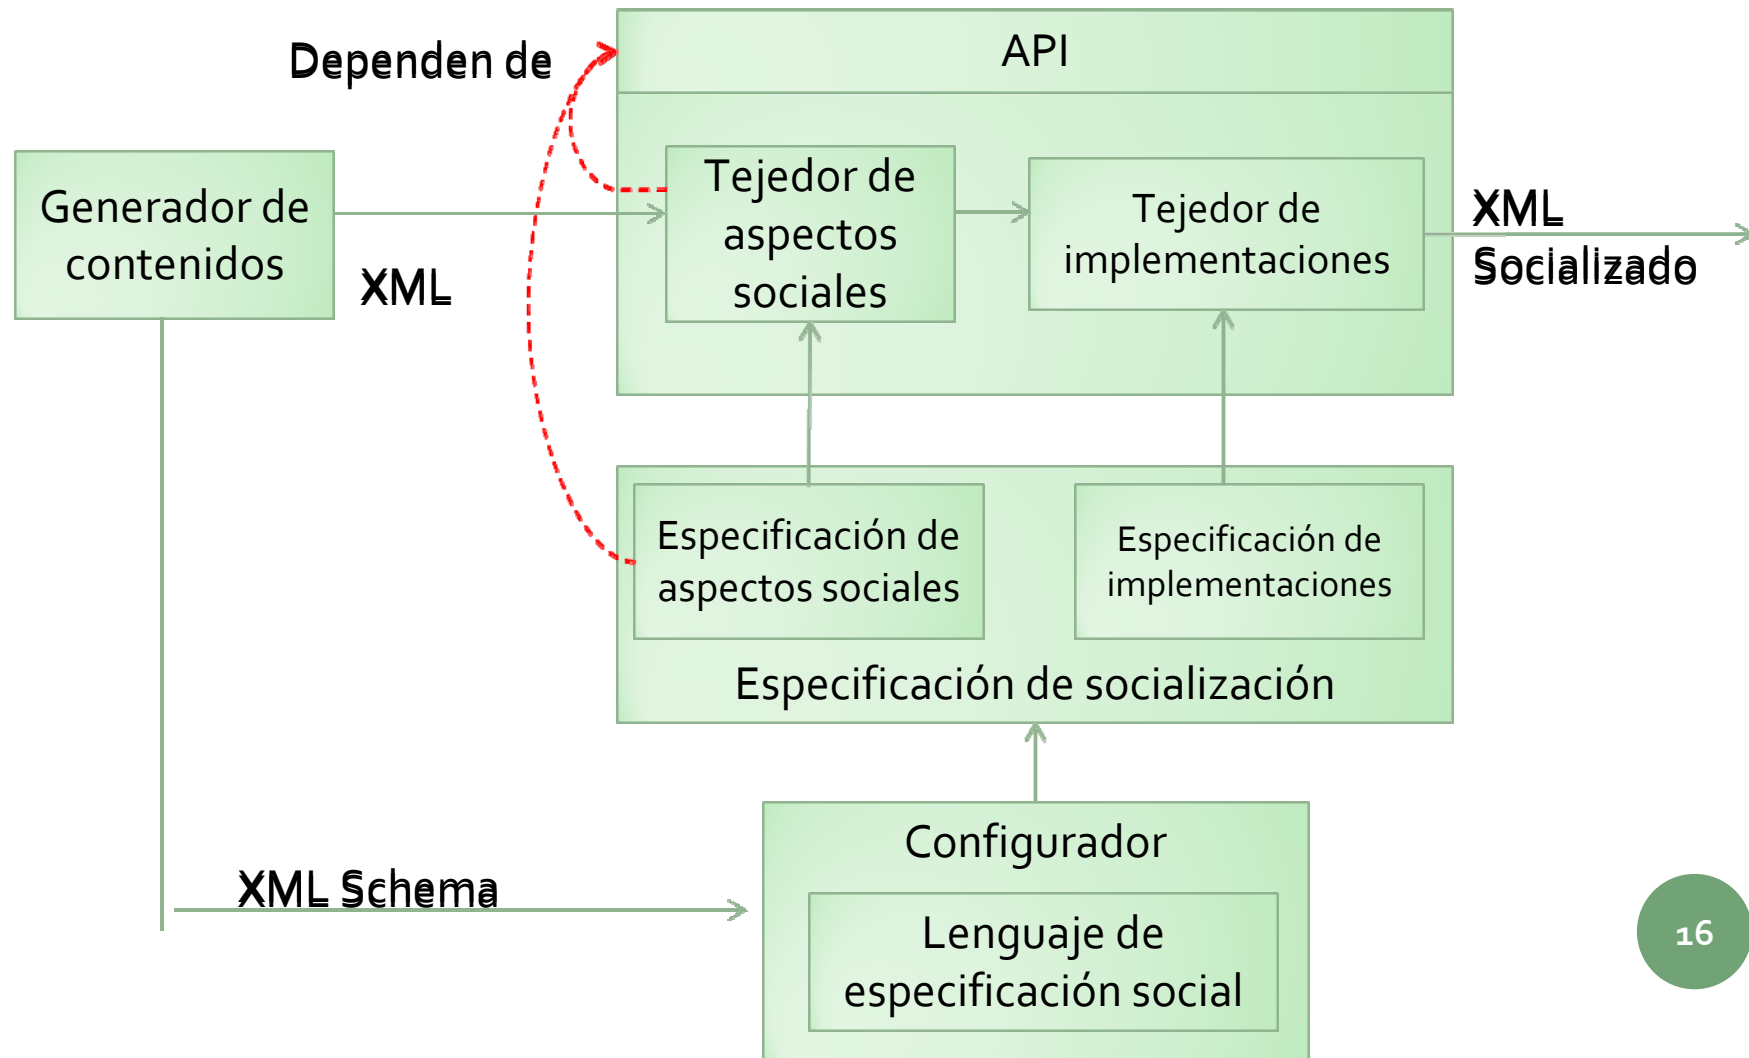 Dependen de
API
Generador de
contenidos
XML
Tejedor de
aspectos
sociales
Tejedor de
implementaciones
XML
Socializado
Especificación de
aspectos sociales
Especificación de
implementaciones
Especificación de socialización
XML Schema
Configurador
Lenguaje de
especificación social
16